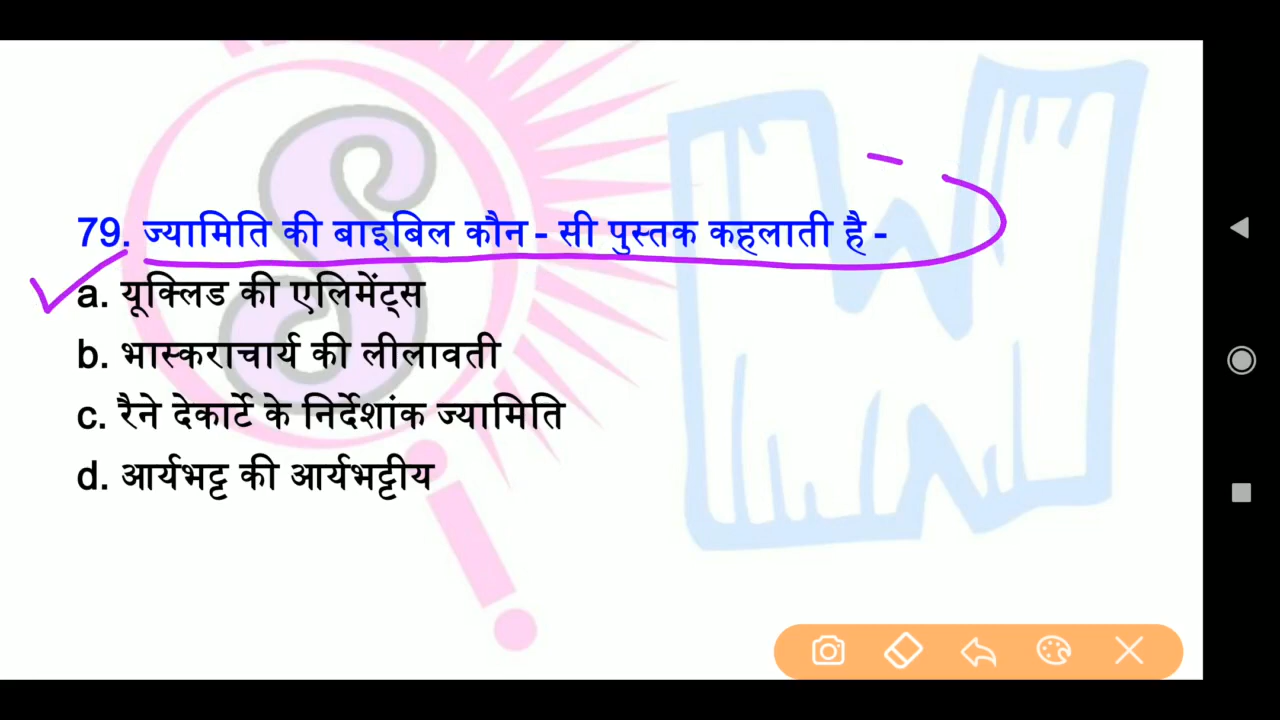 79. ज्यामिति की बाइबिल कौन - सी पुस्तक कहलाती है -
a. यूक्लिड की एलिमेंट्स
b. भास्कराचार्य की लीलावती
c. रैने देकार्टे के निर्देशांक ज्यामिति
d. आर्यभट्ट की आर्यभट्टीय